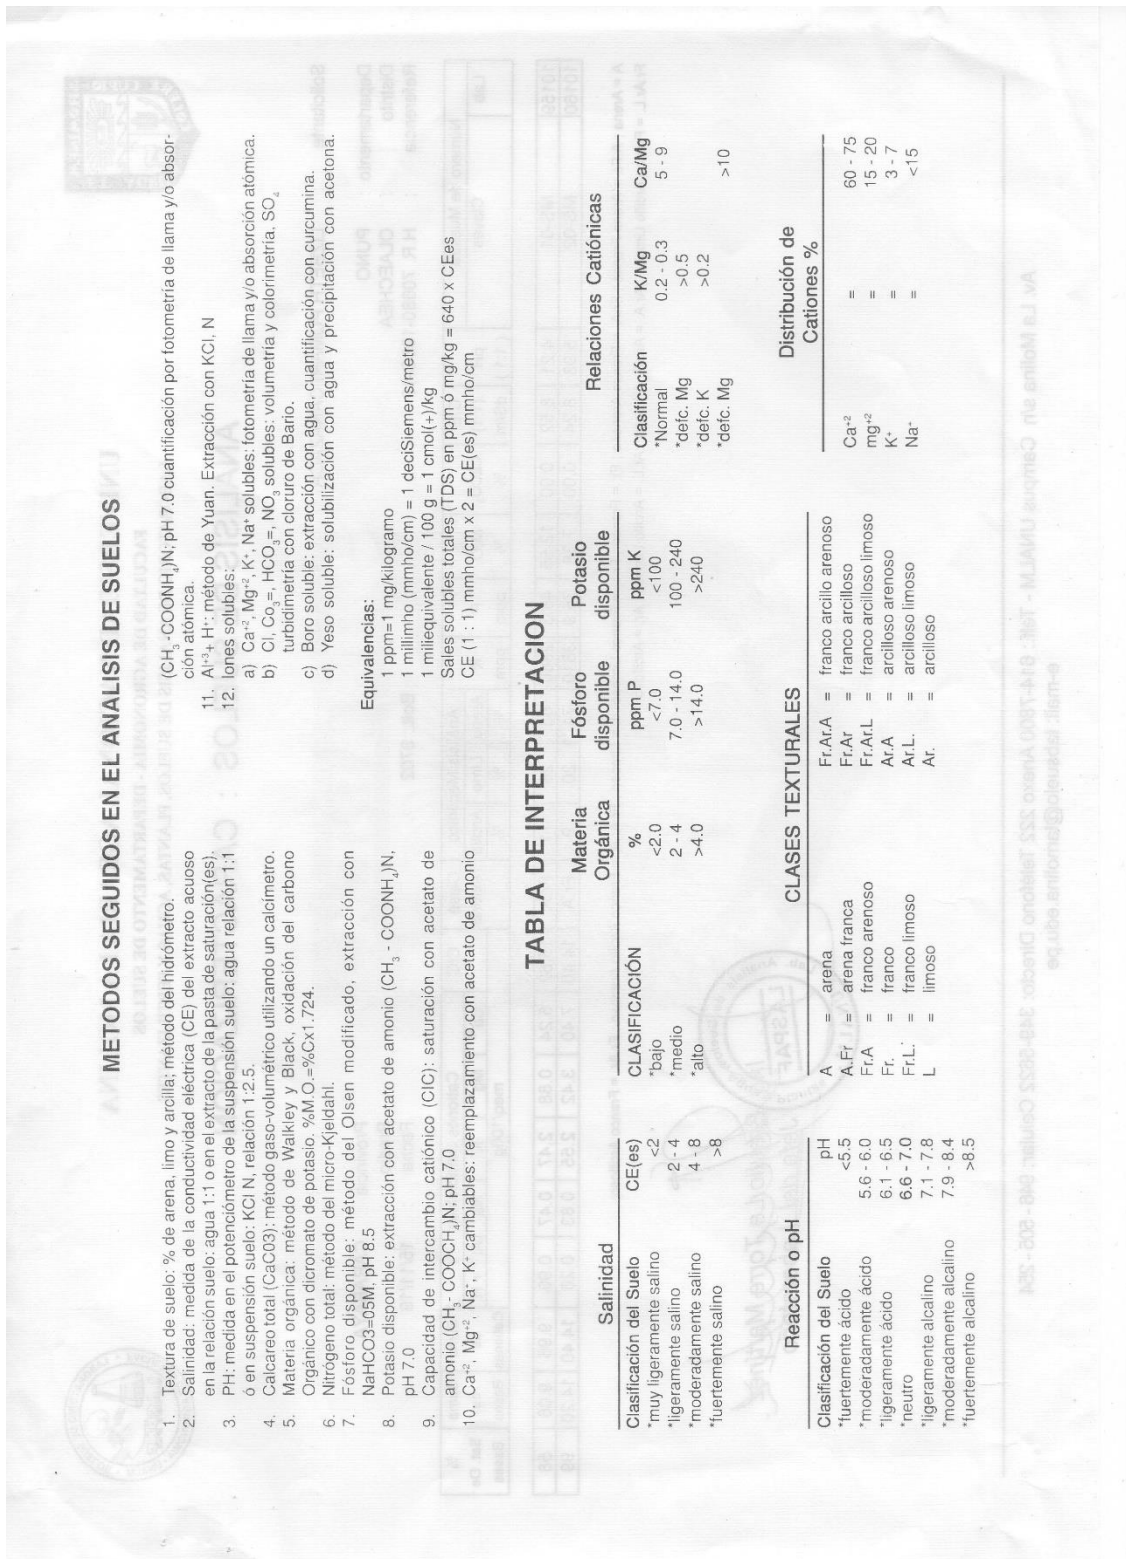 METODOS SEGUIDOS EN EL ANALISIS DE SUELOS
1. Textura de suelo: % de arena, limo y arcilla; método del hidrómetro.
2. Salinidad: medida de la conductividad eléctrica (CE) del extracto acuoso
en la relación suelo: agua 1:1 o en el extracto de la pasta de saturación(es).
3. PH: medida en el potenciómetro de la suspensión suelo: agua relación 1:1
ó en suspensión suelo: KCl N, relación 1:2.5.
4. Calcareo total (CaC03): método gaso-volumétrico utilizando un calcímetro.
5. Materia orgánica: método de Walkley y Black, oxidación del carbono
Orgánico con dicromato de potasio. %M.O.=%Cx1.724.
6. Nitrógeno total: método del micro-Kjeldahl.
7. Fósforo disponible: método del Olsen modificado, extracción con
NaHCO3=05M, pH 8.5
8. Potasio disponible: extracción con acetato de amonio (CH3 - COONH4)N,
pH 7.0
9. Capacidad de intercambio catiónico (CIC): saturación con acetato de
amonio (CH3 - COOCH4)N; pH 7.0
10. Ca+2, Mg+2, Na+, K+ cambiables: reemplazamiento con acetato de amonio
(CH3 - COONH4)N; pH 7.0 cuantificación por fotometría de llama y/o absor-
ción atómica.
11. Al+3+ H+: método de Yuan. Extracción con KCl, N
12. Iones solubles:
a) Ca+2, Mg+2, K+, Na+ solubles: fotometría de llama y/o absorción atómica.
b) Cl, Co3=, HCO3=, NO3 solubles: volumetría y colorimetría. SO4
turbidimetría con cloruro de Bario.
c) Boro soluble: extracción con agua, cuantificación con curcumina.
d) Yeso soluble: solubilización con agua y precipitación con acetona.
Equivalencias:
1 ppm=1 mg/kilogramo
1 millimho (mmho/cm) = 1 deciSiemens/metro
1 miliequivalente / 100 g = 1 cmol(+)/kg
Sales solubles totales (TDS) en ppm ó mg/kg = 640 x CEes
CE (1 : 1) mmho/cm x 2 = CE(es) mmho/cm
TABLA DE INTERPRETACION
Salinidad
Clasificación del Suelo CE(es)
*muy ligeramente salino <2
*ligeramente salino 2 - 4
*moderadamente salino 4 - 8
*fuertemente salino >8
Materia Orgánica Fósforo disponible Potasio disponible
CLASIFICACIÓN % ppm P ppm K
*bajo <2.0 <7.0 <100
*medio 2 - 4 7.0 - 14.0 100 - 240
*alto >4.0 >14.0 >240
Relaciones Catiónicas
Clasificación K/Mg Ca/Mg
*Normal 0.2 - 0.3 5 - 9
*defc. Mg >0.5
*defc. K >0.2
*defc. Mg >10
Reacción o pH
Clasificación del Suelo pH
*fuertemente ácido <5.5
*moderadamente ácido 5.6 - 6.0
*ligeramente ácido 6.1 - 6.5
*neutro 6.6 - 7.0
*ligeramente alcalino 7.1 - 7.8
*moderadamente alcalino 7.9 - 8.4
*fuertemente alcalino >8.5
CLASES TEXTURALES
A = arena
A.Fr = arena franca
Fr.A = franco arenoso
Fr. = franco
Fr.L. = franco limoso
L = limoso
Fr.Ar.A = franco arcillo arenoso
Fr.Ar = franco arcilloso
Fr.Ar.L = franco arcilloso limoso
Ar.A = arcilloso arenoso
Ar.L. = arcilloso limoso
Ar. = arcilloso
Distribución de
Cationes %
Ca+2 = 60 - 75
mg+2 = 15 - 20
K+ = 3 - 7
Na+ = <15